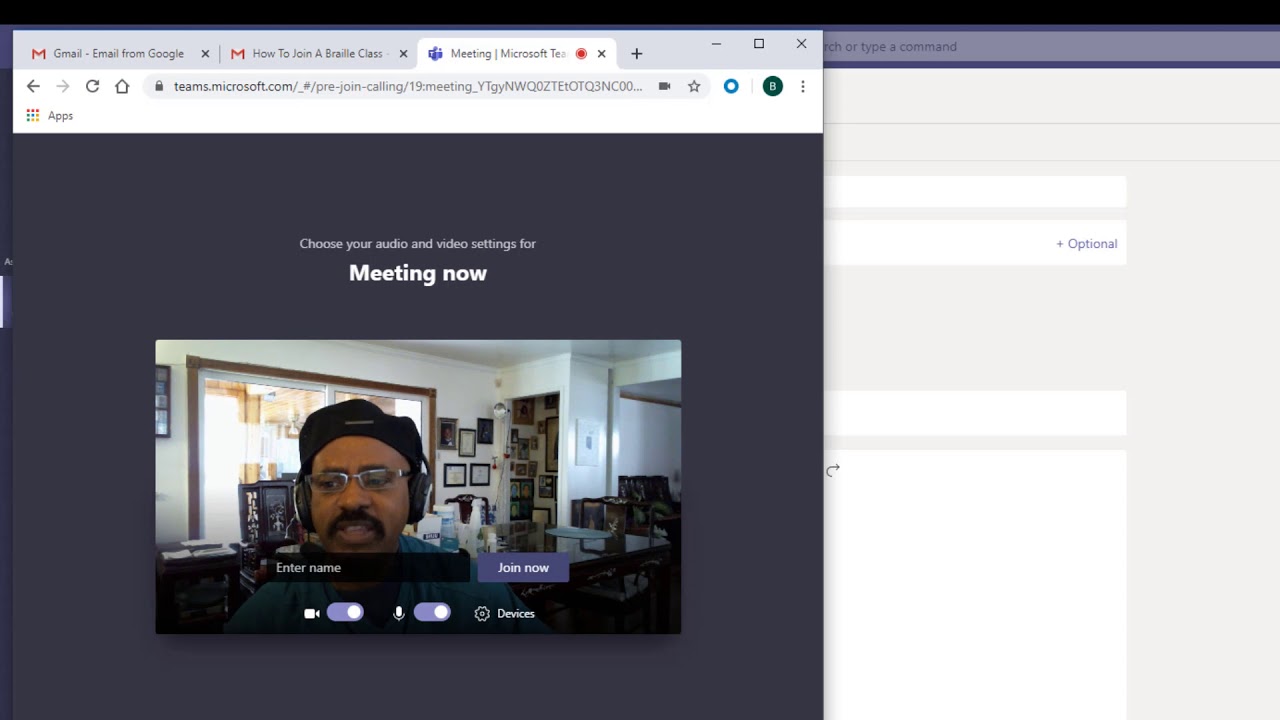 Gmail - Email from Google
How To Join A Braille Class
Meeting | Microsoft Tea
rch or type a command
teams.microsoft.com/_#/pre-join-calling/19:meeting_YTgyNWQ0ZTEtOTQ3NC00...
B
Apps
+ Optional
Choose your audio and video settings for
Meeting now
As
Enter name
Join now
Devices